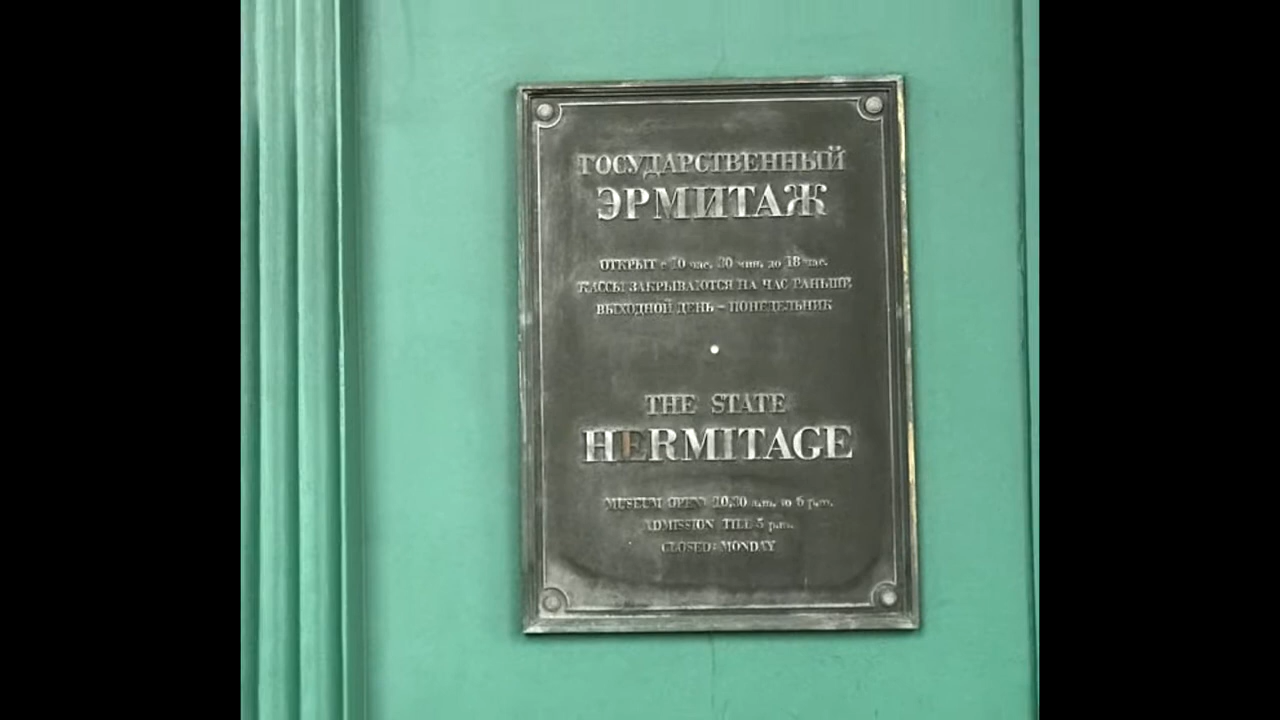 ГОСУДАРСТВЕННЫЙ
ЭРМИТАЖ
ОТКРЫТ с 10 час. 30 мин. до 18 час.
КАССЫ ЗАКРЫВАЮТСЯ НА ЧАС РАНЬШЕ
ВЫХОДНОЙ ДЕНЬ – ПОНЕДЕЛЬНИК
THE STATE
HERMITAGE
MUSEUM OPEN: 10.30 a.m. to 6 p.m.
ADMISSION TILL 5 p.m.
CLOSED: MONDAY